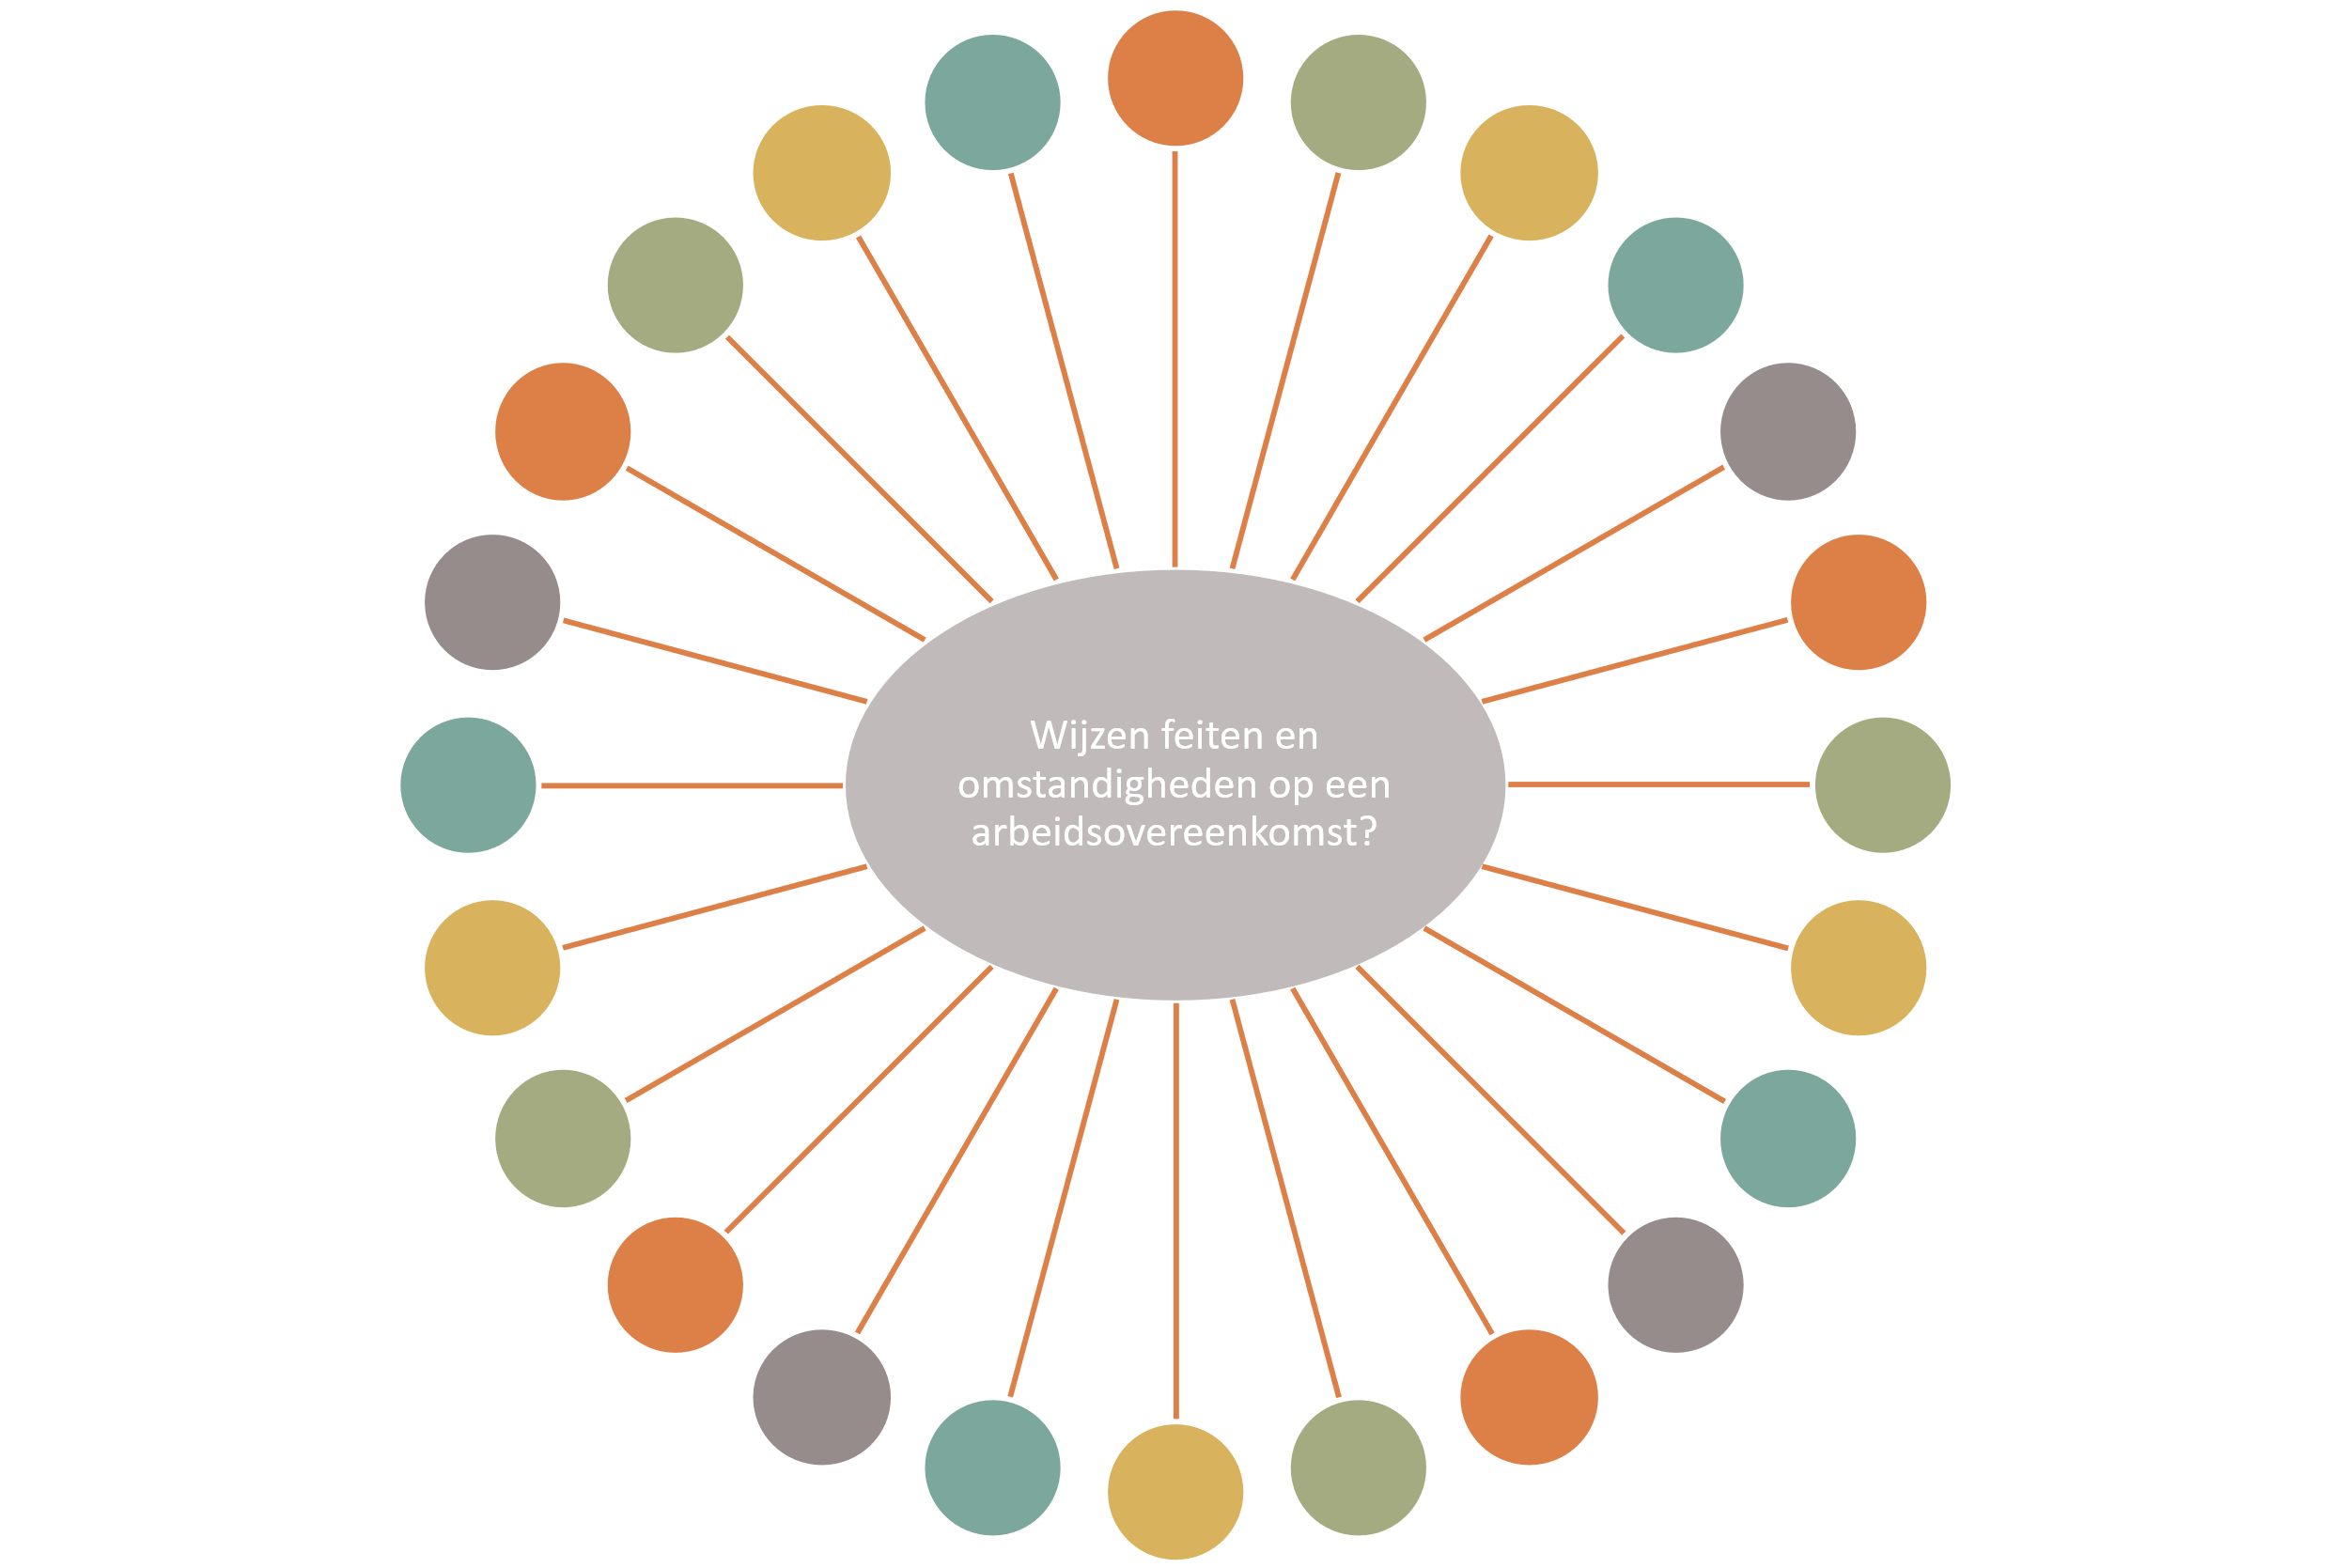 Wijzen feiten en
omstandigheden op een
arbeidsovereenkomst?